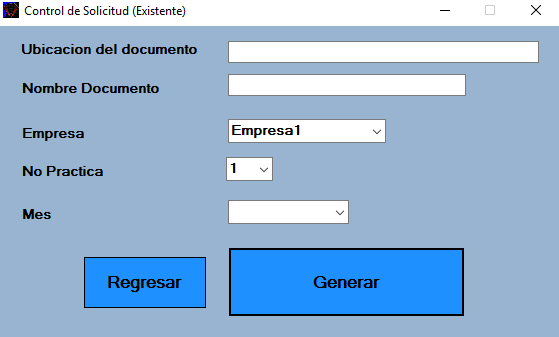 Control de Solicitud (Existente)
Ubicacion del documento
Nombre Documento
Empresa
Empresa1
No Practica
1
Mes
Regresar
Generar